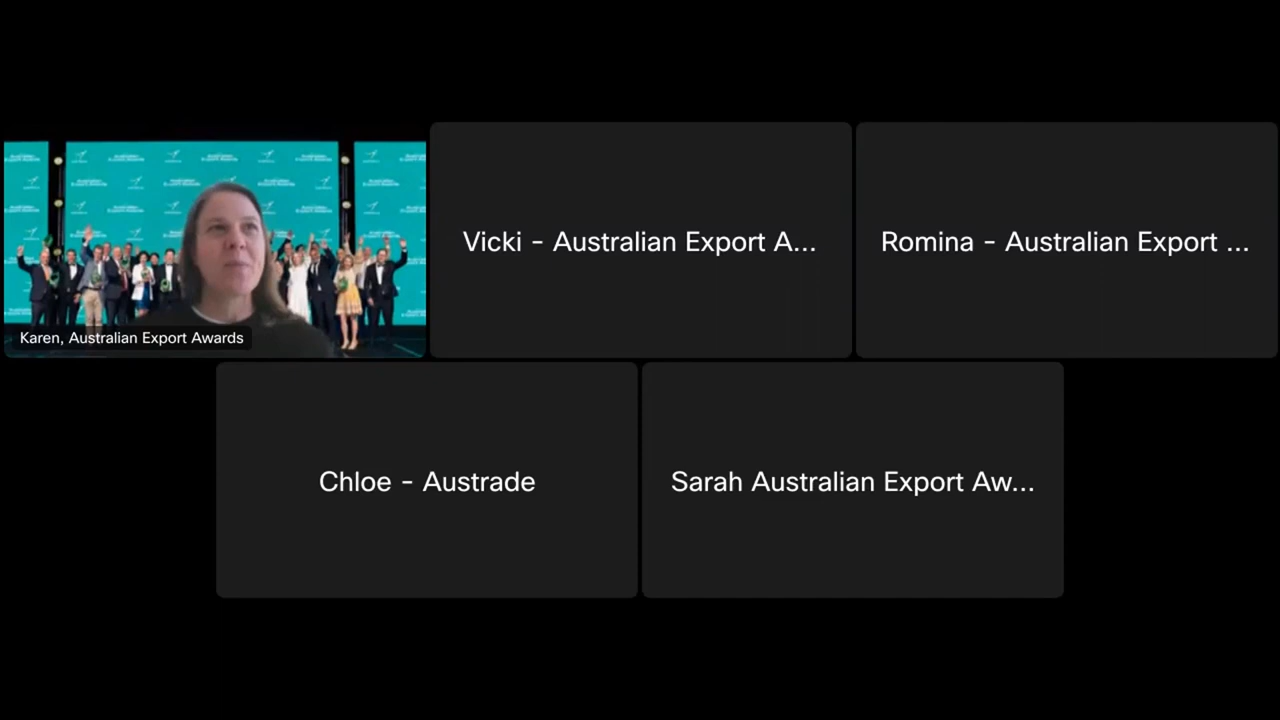 Karen, Australian Export Awards
Vicki - Australian Export A...
Romina - Australian Export ...
Chloe - Austrade
Sarah Australian Export Aw...